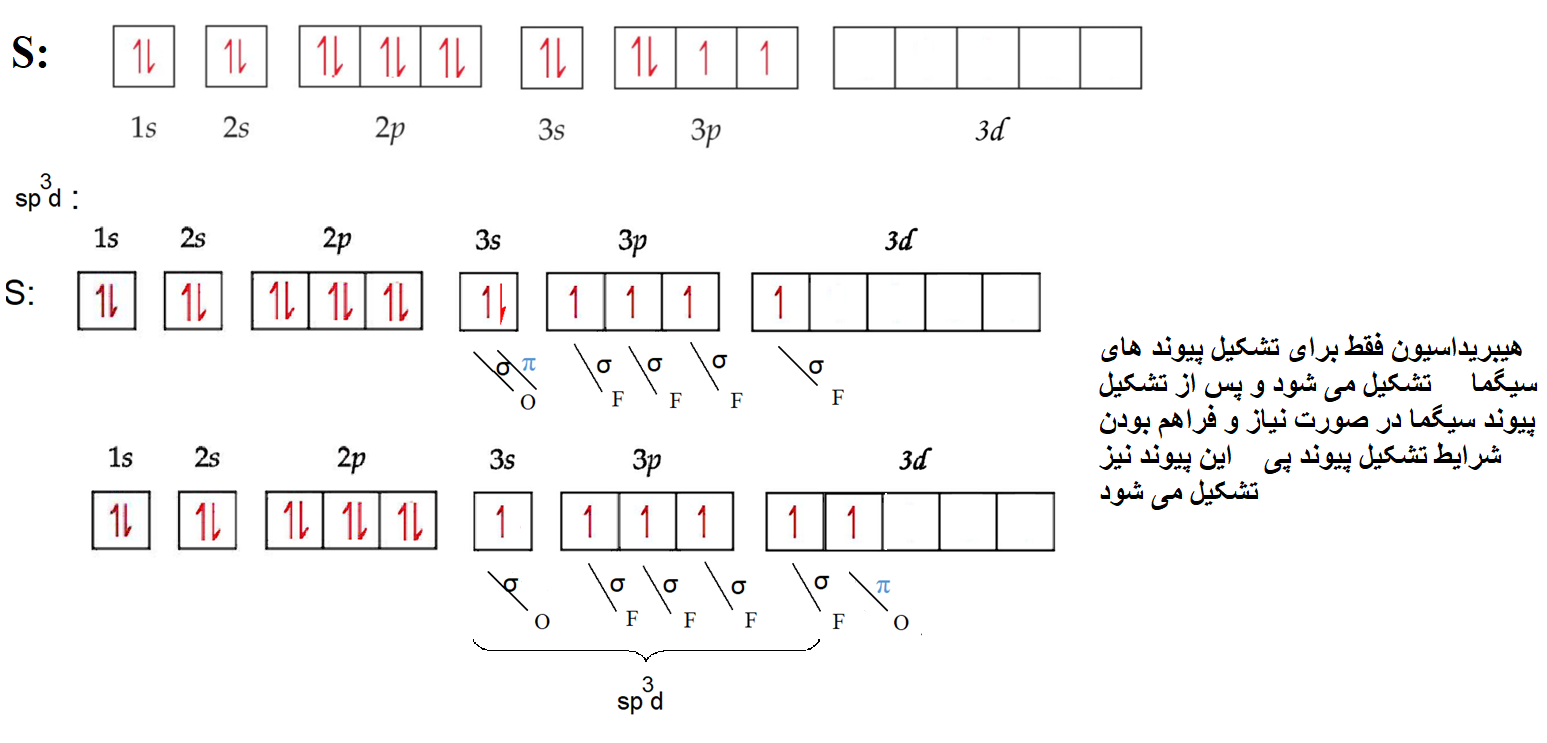 S:
1s 2s 2p 3s 3p 3d
sp3d :
1s 2s 2p 3s 3p 3d
S:
σ π σ σ σ σ
O F F F F
1s 2s 2p 3s 3p 3d
σ σ σ σ σ π
O F F F F O
sp3d
هیبریداسیون فقط برای تشکیل پیوند های
سیگما تشکیل می شود و پس از تشکیل
پیوند سیگما در صورت نیاز و فراهم بودن
شرایط تشکیل پیوند پی این پیوند نیز
تشکیل می شود